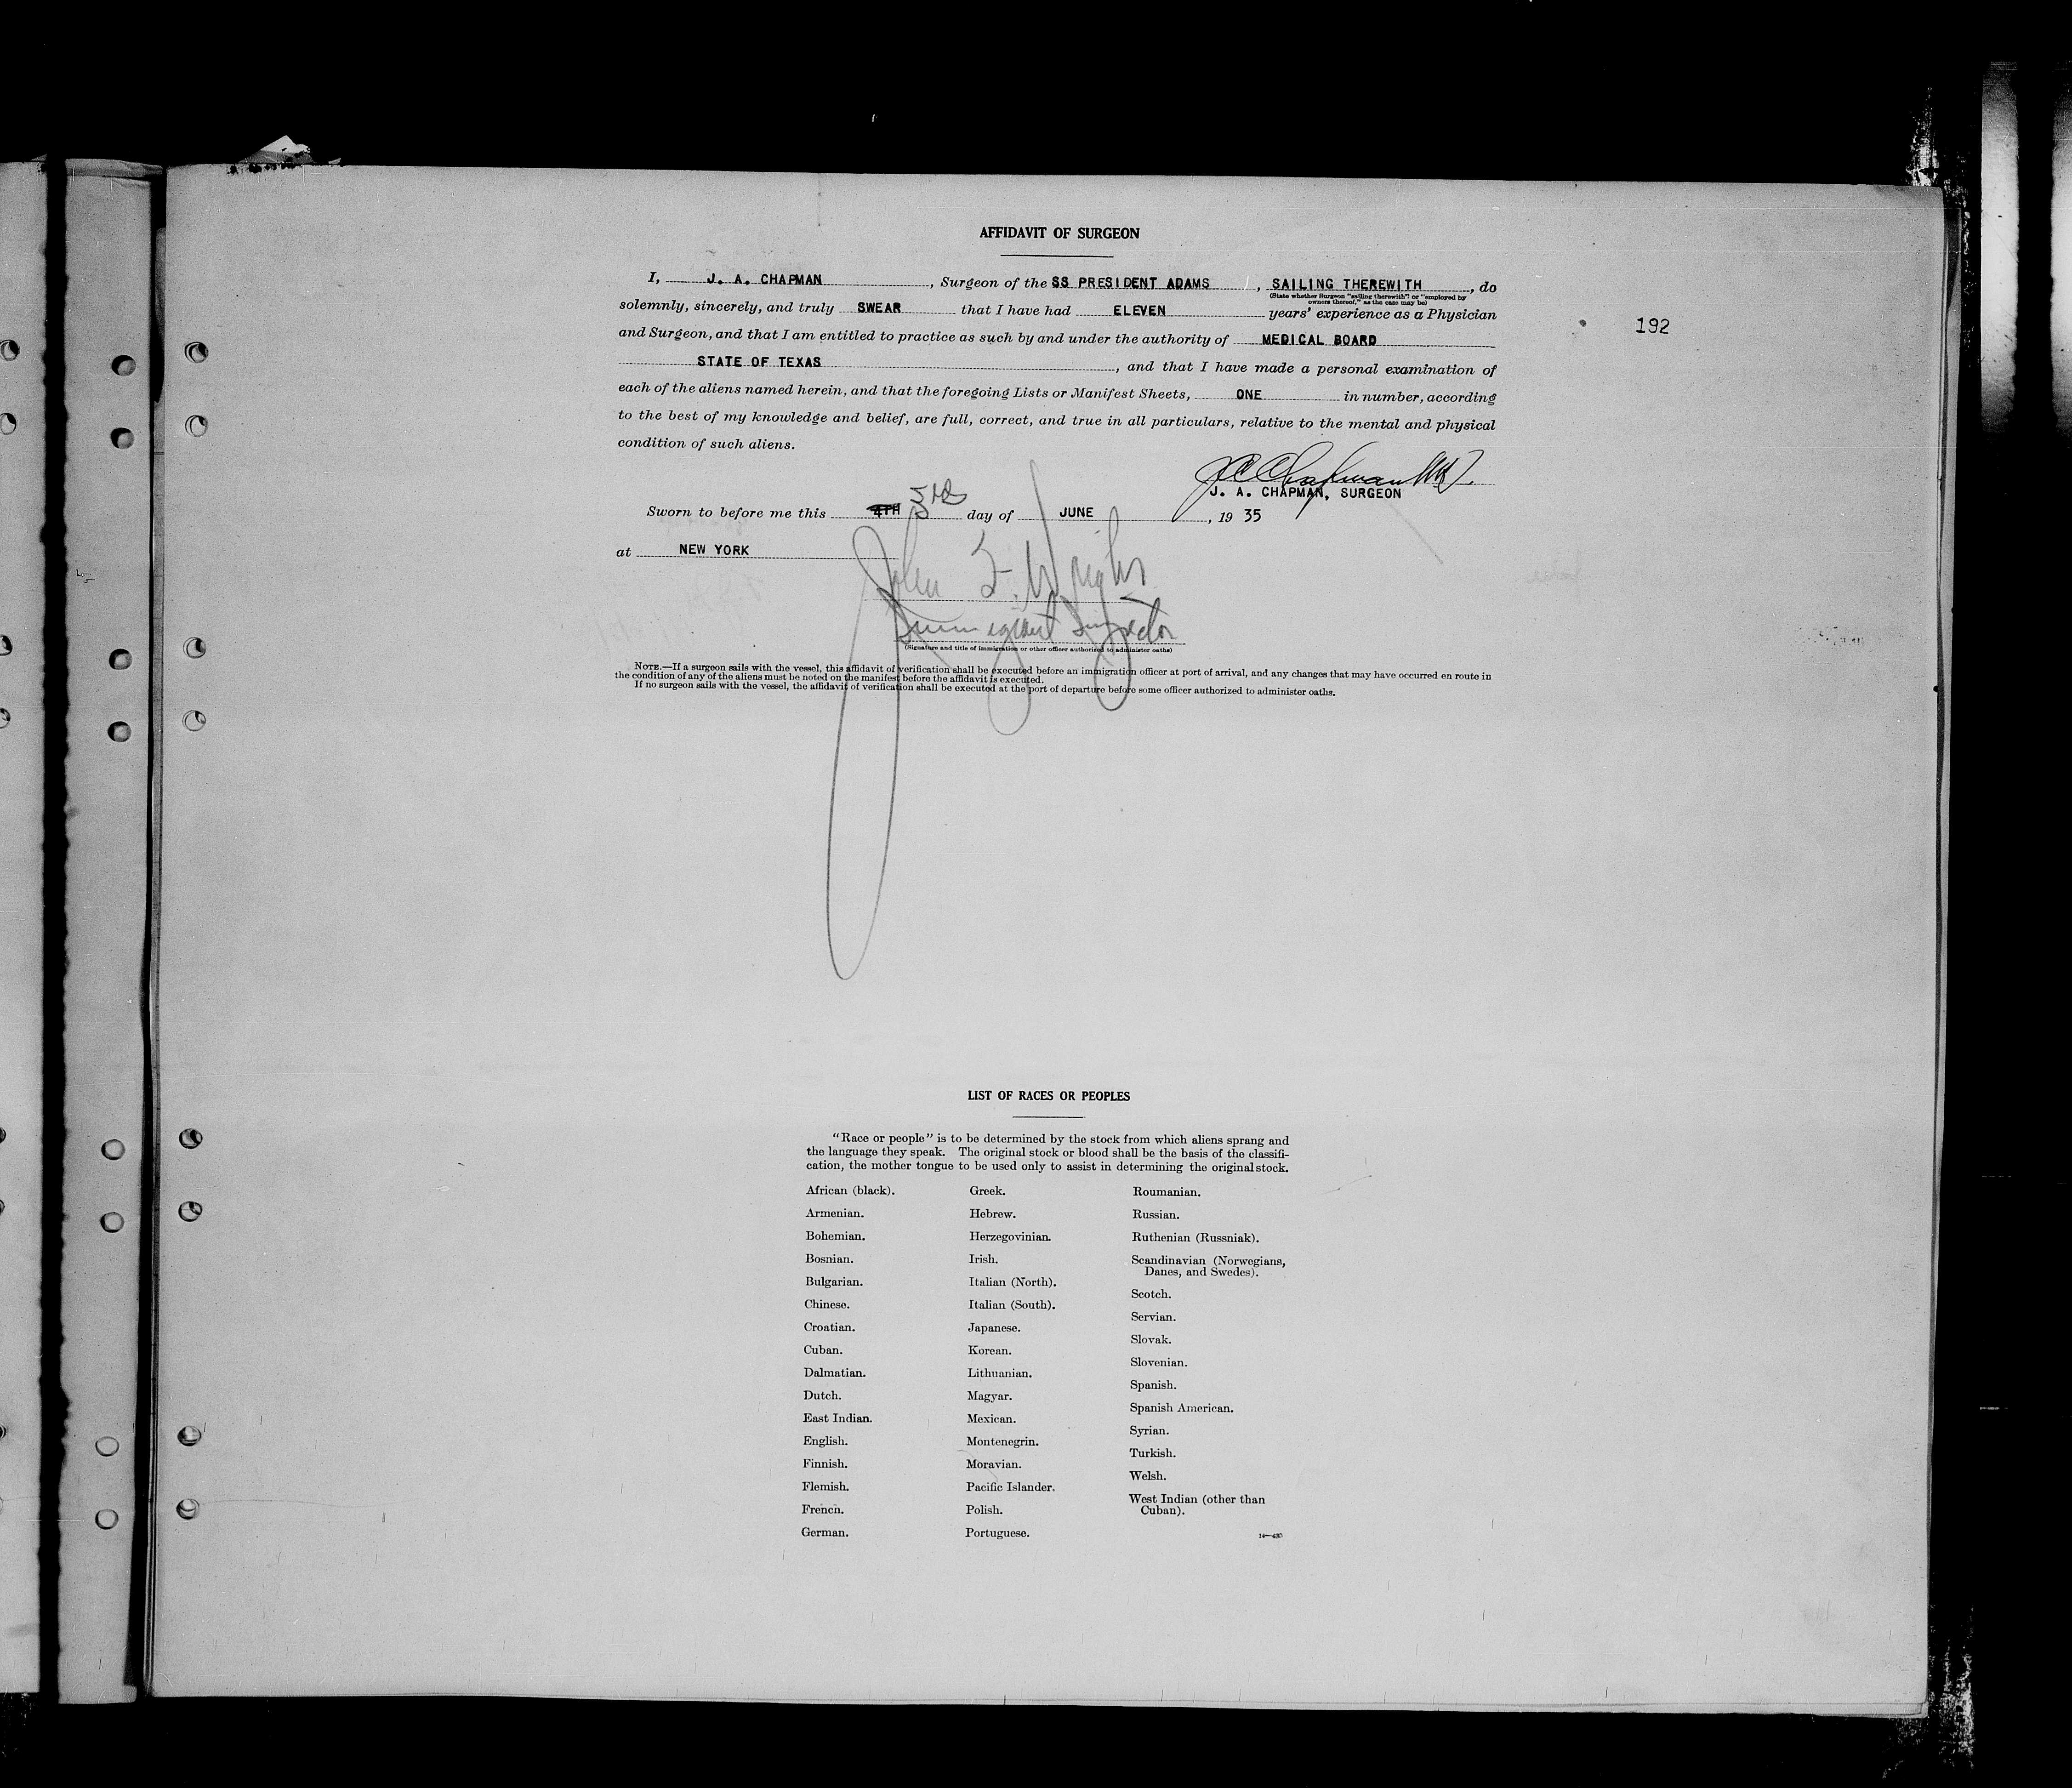 AFFIDAVIT OF SURGEON
I, J. A. CHAPMAN, Surgeon of the SS PRESIDENT ADAMS, SAILING THEREWITH, do
(State whether Surgeon "sailing therewith" or "employed by
owners thereof," as the case may be)
solemnly, sincerely, and truly SWEAR that I have had ELEVEN years' experience as a Physician
192
and Surgeon, and that I am entitled to practice as such by and under the authority of MEDICAL BOARD
STATE OF TEXAS, and that I have made a personal examination of
each of the aliens named herein, and that the foregoing Lists or Manifest Sheets, ONE in number, according
to the best of my knowledge and belief, are full, correct, and true in all particulars, relative to the mental and physical
condition of such aliens.
J A Chapman MD.
J. A. CHAPMAN, SURGEON
Sworn to before me this 4TH 3rd day of JUNE, 19 35
at NEW YORK
John F. Wright
Immigrant Inspector
(Signature and title of immigration or other officer authorized to administer oaths)
NOTE.—If a surgeon sails with the vessel, this affidavit of verification shall be executed before an immigration officer at port of arrival, and any changes that may have occurred en route in
the condition of any of the aliens must be noted on the manifest before the affidavit is executed.
If no surgeon sails with the vessel, the affidavit of verification shall be executed at the port of departure before some officer authorized to administer oaths.
LIST OF RACES OR PEOPLES
"Race or people" is to be determined by the stock from which aliens sprang and
the language they speak. The original stock or blood shall be the basis of the classifi-
cation, the mother tongue to be used only to assist in determining the original stock.
African (black).
Armenian.
Bohemian.
Bosnian.
Bulgarian.
Chinese.
Croatian.
Cuban.
Dalmatian.
Dutch.
East Indian.
English.
Finnish.
Flemish.
French.
German.
Greek.
Hebrew.
Herzegovinian.
Irish.
Italian (North).
Italian (South).
Japanese.
Korean.
Lithuanian.
Magyar.
Mexican.
Montenegrin.
Moravian.
Pacific Islander.
Polish.
Portuguese.
Roumanian.
Russian.
Ruthenian (Russniak).
Scandinavian (Norwegians,
Danes, and Swedes).
Scotch.
Servian.
Slovak.
Slovenian.
Spanish.
Spanish American.
Syrian.
Turkish.
Welsh.
West Indian (other than
Cuban).